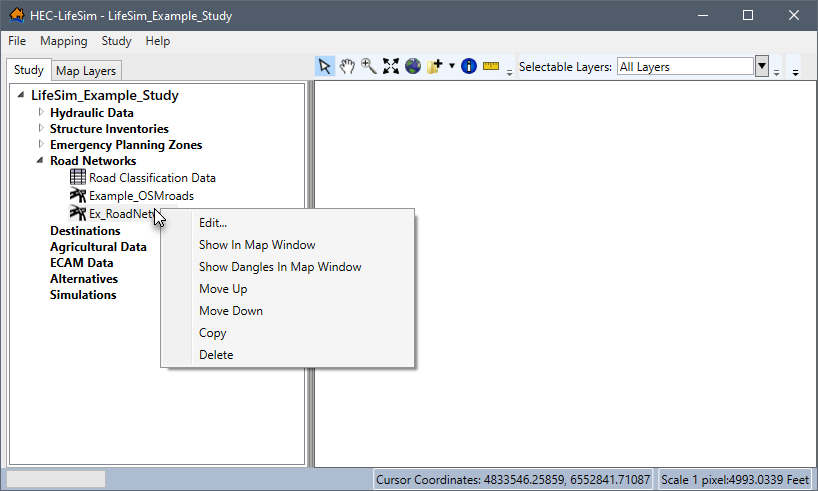 HEC-LifeSim - LifeSim_Example_Study
File Mapping Study Help
Study Map Layers
Selectable Layers: All Layers
LifeSim_Example_Study
Hydraulic Data
Structure Inventories
Emergency Planning Zones
Road Networks
Road Classification Data
Example_OSMroads
Ex_RoadNetw
Destinations
Agricultural Data
ECAM Data
Alternatives
Simulations
Edit...
Show In Map Window
Show Dangles In Map Window
Move Up
Move Down
Copy
Delete
Cursor Coordinates: 4833546.25859, 6552841.71087 Scale 1 pixel:4993.0339 Feet